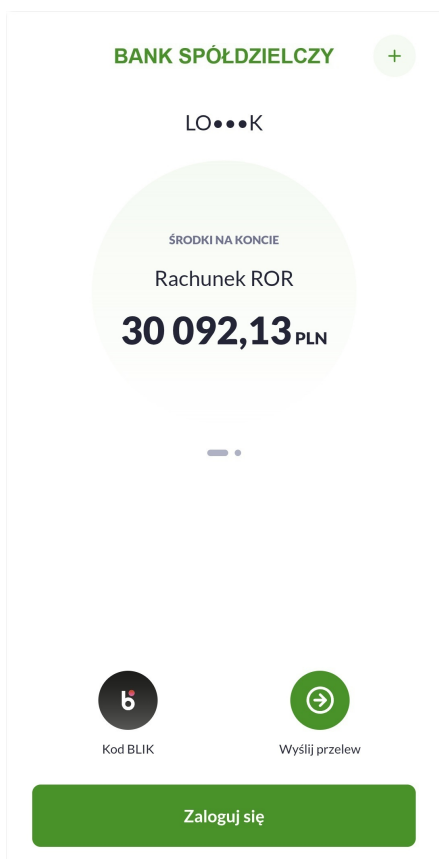 BANK SPÓŁDZIELCZY
+
LO●●●K
ŚRODKI NA KONCIE
Rachunek ROR
30 092,13 PLN
b
Kod BLIK
Wyślij przelew
Zaloguj się